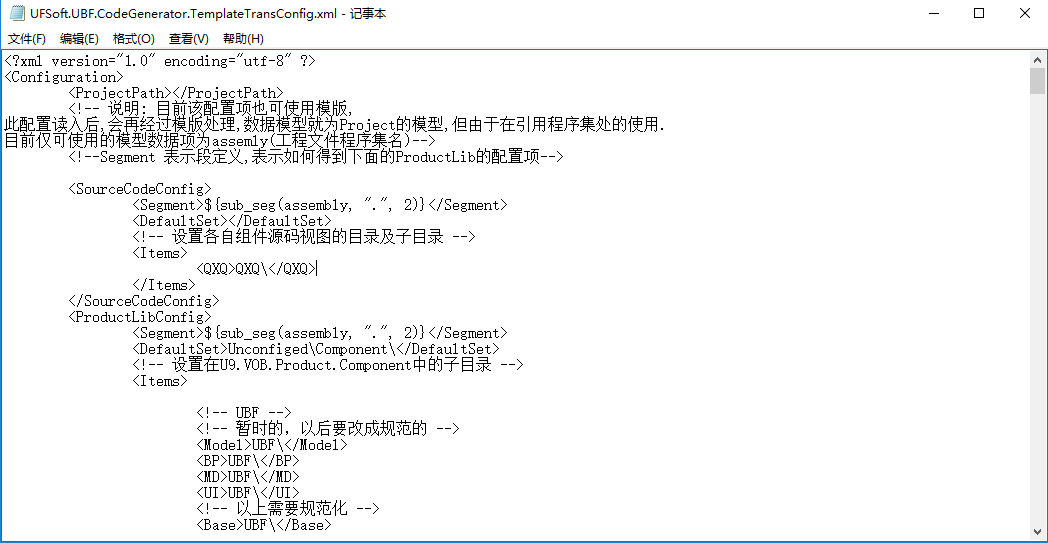 UFSoft.UBF.CodeGenerator.TemplateTransConfig.xml - 记事本
文件(F) 编辑(E) 格式(O) 查看(V) 帮助(H)
<?xml version="1.0" encoding="utf-8" ?>
<Configuration>
<ProjectPath></ProjectPath>
<!-- 说明: 目前该配置项也可使用模版,
此配置读入后,会再经过模版处理,数据模型就为Project的模型,但由于在引用程序集处的使用.
目前仅可使用的模型数据项为assemly(工程文件程序集名)-->
<!--Segment 表示段定义,表示如何得到下面的ProductLib的配置项-->
<SourceCodeConfig>
<Segment>${sub_seg(assembly, ".", 2)}</Segment>
<DefaultSet></DefaultSet>
<!-- 设置各自组件源码视图的目录及子目录 -->
<Items>
<QXQ>QXQ\</QXQ>
</Items>
</SourceCodeConfig>
<ProductLibConfig>
<Segment>${sub_seg(assembly, ".", 2)}</Segment>
<DefaultSet>Unconfiged\Component\</DefaultSet>
<!-- 设置在U9.VOB.Product.Component中的子目录 -->
<Items>
<!-- UBF -->
<!-- 暂时的, 以后要改成规范的 -->
<Model>UBF\</Model>
<BP>UBF\</BP>
<MD>UBF\</MD>
<UI>UBF\</UI>
<!-- 以上需要规范化 -->
<Base>UBF\</Base>